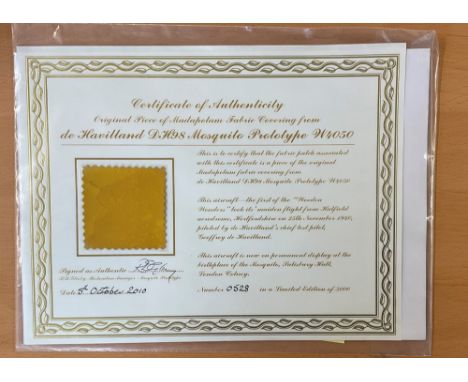 Certificate of Authenticity
Original Piece of Madapolam Fabric Covering from
de Havilland DH98 Mosquito Prototype W4050
This is to certify that the fabric patch associated
with this certificate is a piece of the original
Madapolam fabric covering from
de Havilland DH98 Mosquito Prototype W4050
This aircraft – the first of the "Wooden
Wonders" took its maiden flight from Hatfield
aerodrome, Hertfordshire on 25th November 1940,
piloted by de Havilland's chief test pilot,
Geoffrey de Havilland.
This aircraft is now on permanent display at the
birthplace of the Mosquito, Salisbury Hall,
London Colney.
Signed as Authentic
Mosquito Prototype
Date 5th October 2010
Number 0528 in a Limited Edition of 3000